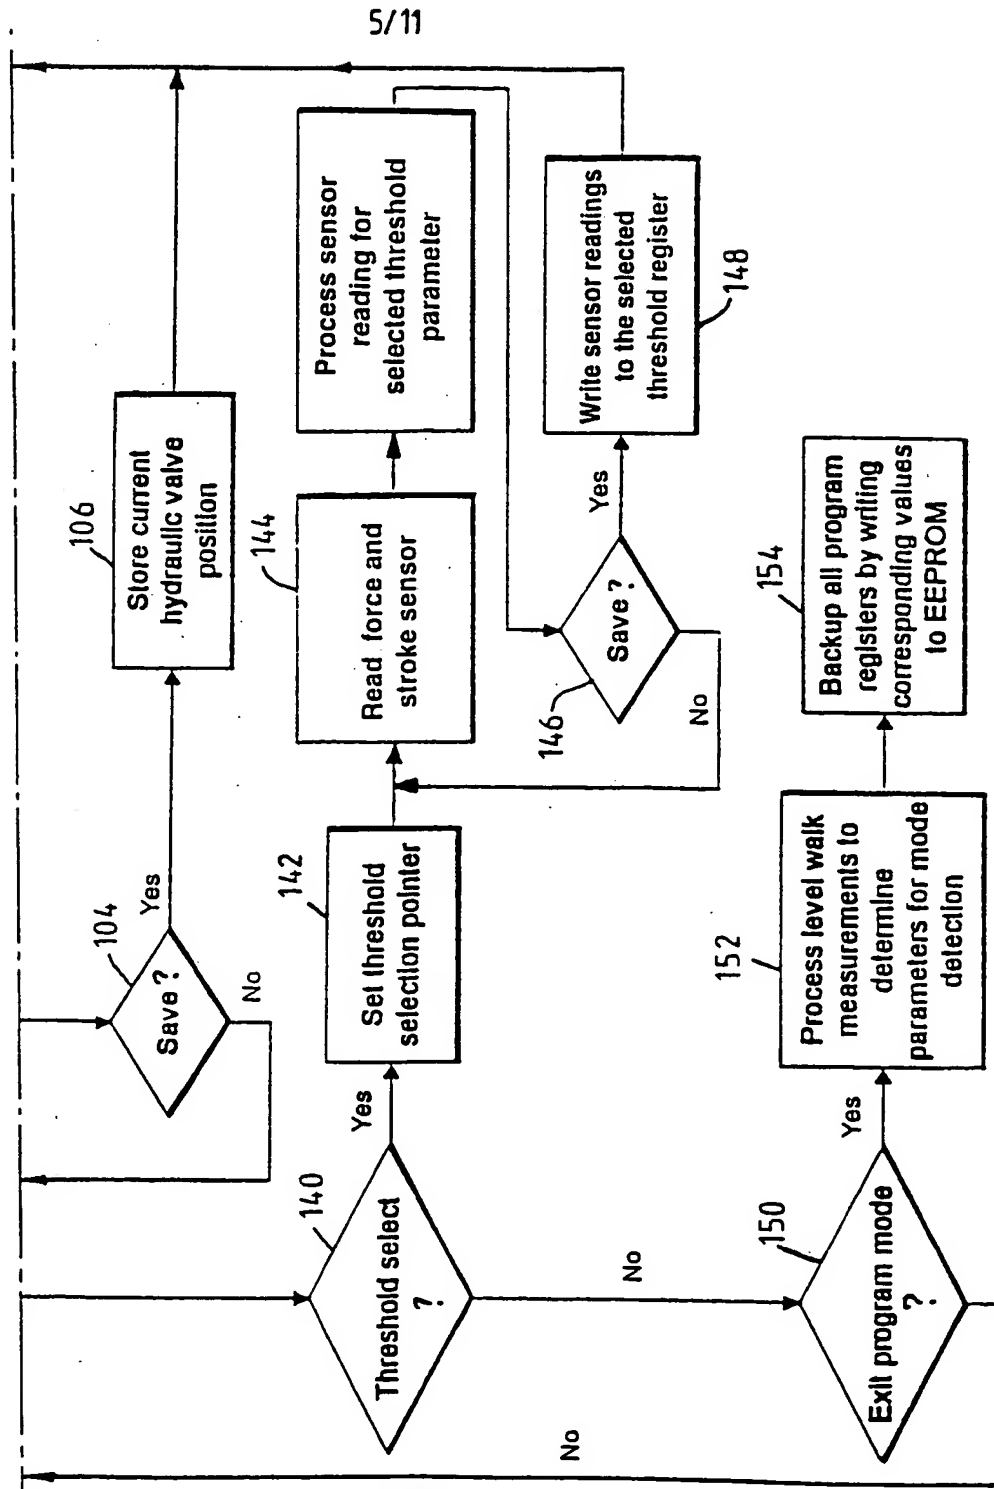 5/11
104
Save ?
Yes
No
106
Store current
hydraulic valve
position
140
Threshold select
?
Yes
No
142
Set threshold
selection pointer
144
Read force and
stroke sensor
Process sensor
reading for
selected threshold
parameter
146
Save ?
Yes
No
Write sensor readings
to the selected
threshold register
148
150
Exit program mode
?
Yes
No
152
Process level walk
measurements to
determine
parameters for mode
detection
154
Backup all program
registers by writing
corresponding values
to EEPROM